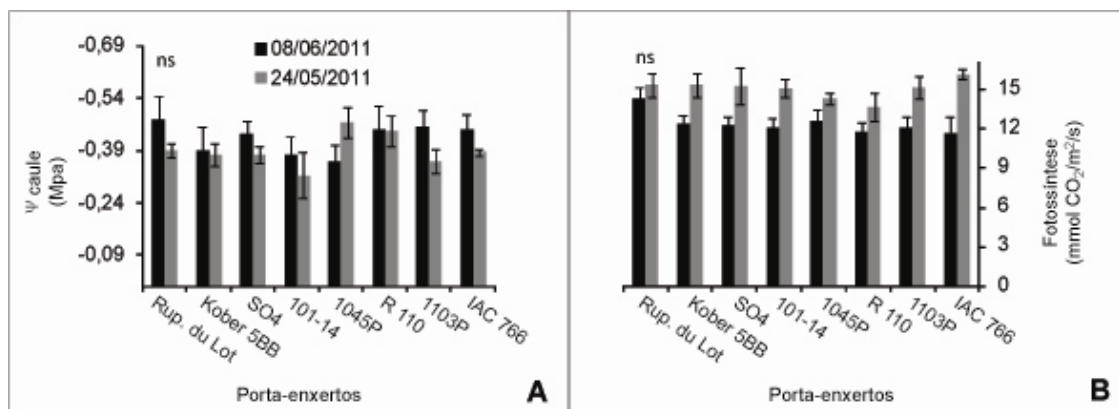 -0,69
-0,54
-0,39
-0,24
-0,09
Ψ caule
(Mpa)
ns
08/06/2011
24/05/2011
Rup. du Lot
Kober 5BB
SO4
101-14
1045P
R 110
1103P
IAC 766
Porta-enxertos
A
ns
15
12
9
6
3
0
Fotossíntese
(mmol CO₂/m²/s)
Rup. du Lot
Kober 5BB
SO4
101-14
1045P
R 110
1103P
IAC 766
Porta-enxertos
B